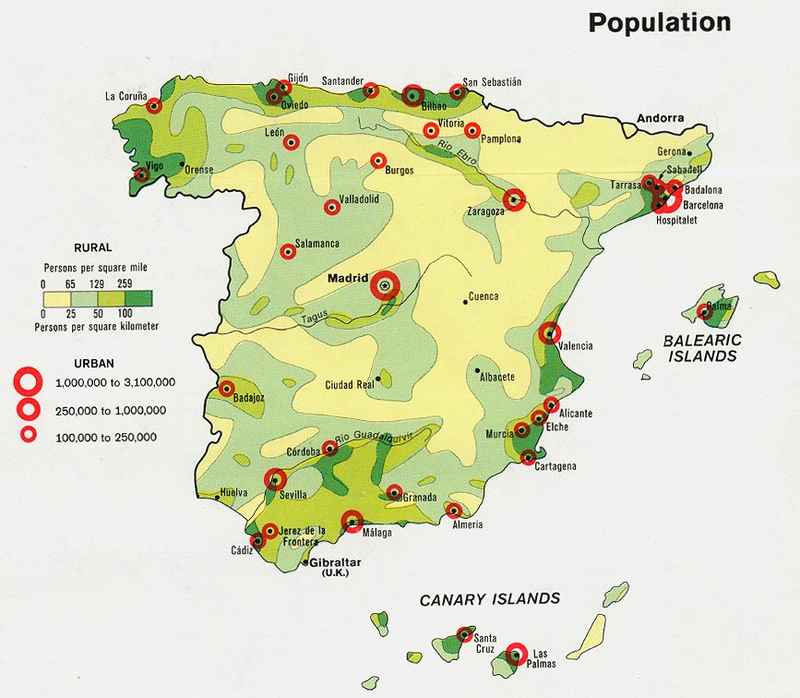 Population
Gijón
Santander
San Sebastián
La Coruña
Oviedo
Bilbao
Andorra
Vitoria
Pamplona
León
Río Ebro
Gerona
Vigo
Orense
Burgos
Sabadell
Tarrasa
Badalona
Valladolid
Zaragoza
Barcelona
Hospitalet
Salamanca
RURAL
Persons per square mile
0 65 129 259
0 25 50 100
Persons per square kilometer
Madrid
Cuenca
Palma
Tagus
BALEARIC
ISLANDS
Valencia
URBAN
1,000,000 to 3,100,000
250,000 to 1,000,000
100,000 to 250,000
Ciudad Real
Albacete
Badajoz
Alicante
Elche
Murcia
Río Guadalquivir
Córdoba
Cartagena
Huelva
Sevilla
Granada
Almería
Jerez de la
Frontera
Málaga
Cádiz
Gibraltar
(U.K.)
CANARY ISLANDS
Santa
Cruz
Las
Palmas